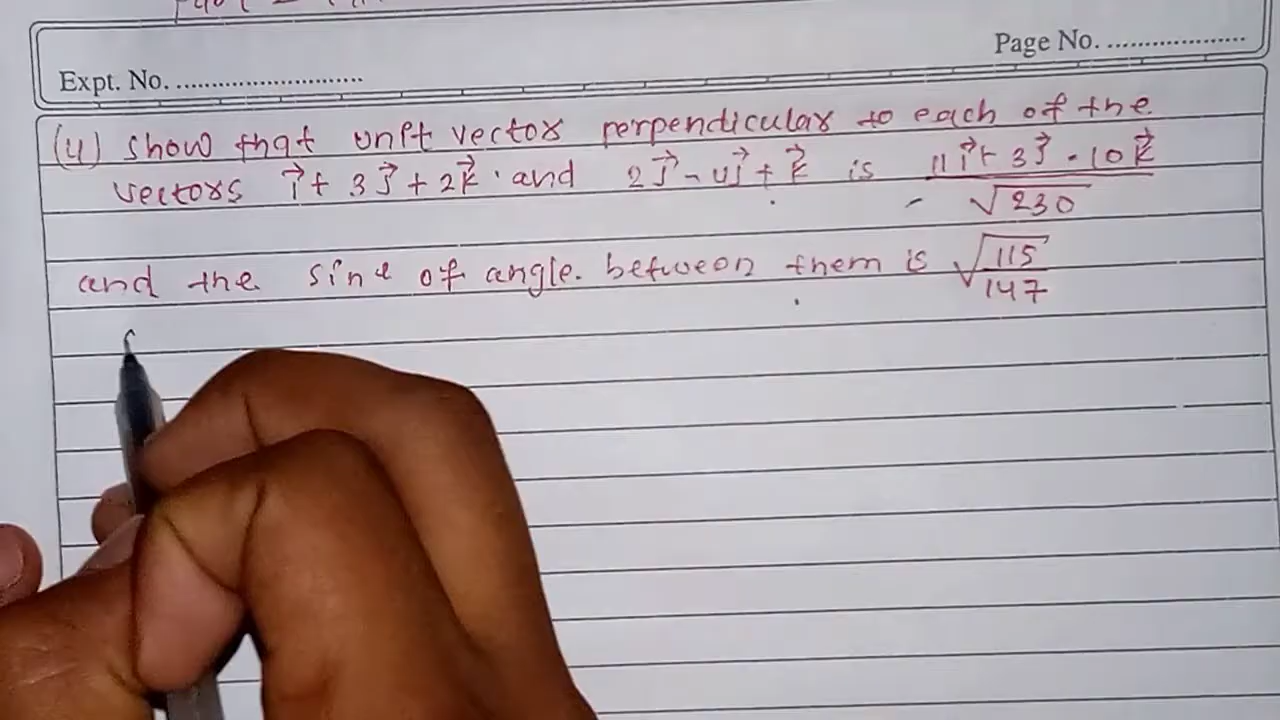 Expt. No. ..........................
Page No. ...................
(4) show that unit vector perpendicular to each of the
vectors i⃗ + 3j⃗ + 2k⃗ . and 2j⃗ - 4j⃗ + k⃗ is (11i⃗ + 3j⃗ - 10k⃗)/√230
and the sine of angle. between them is √(115/147)